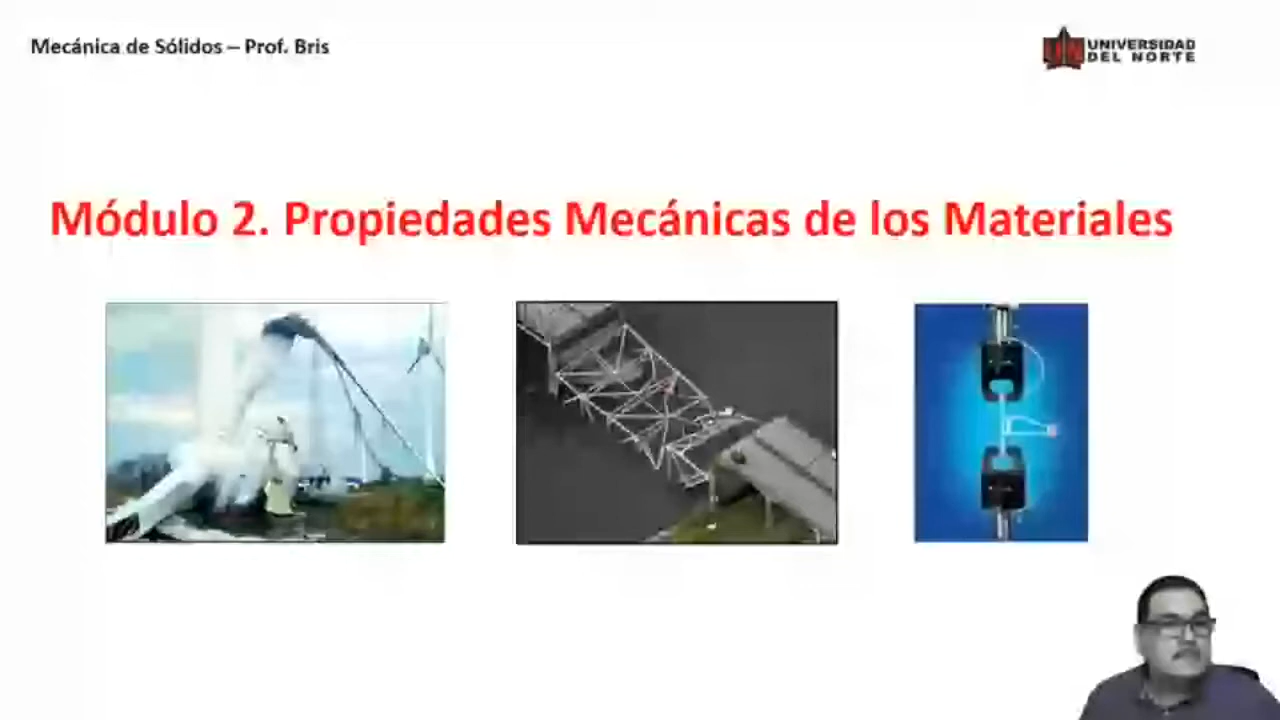 Mecánica de Sólidos – Prof. Bris
UNIVERSIDAD
DEL NORTE
Módulo 2. Propiedades Mecánicas de los Materiales